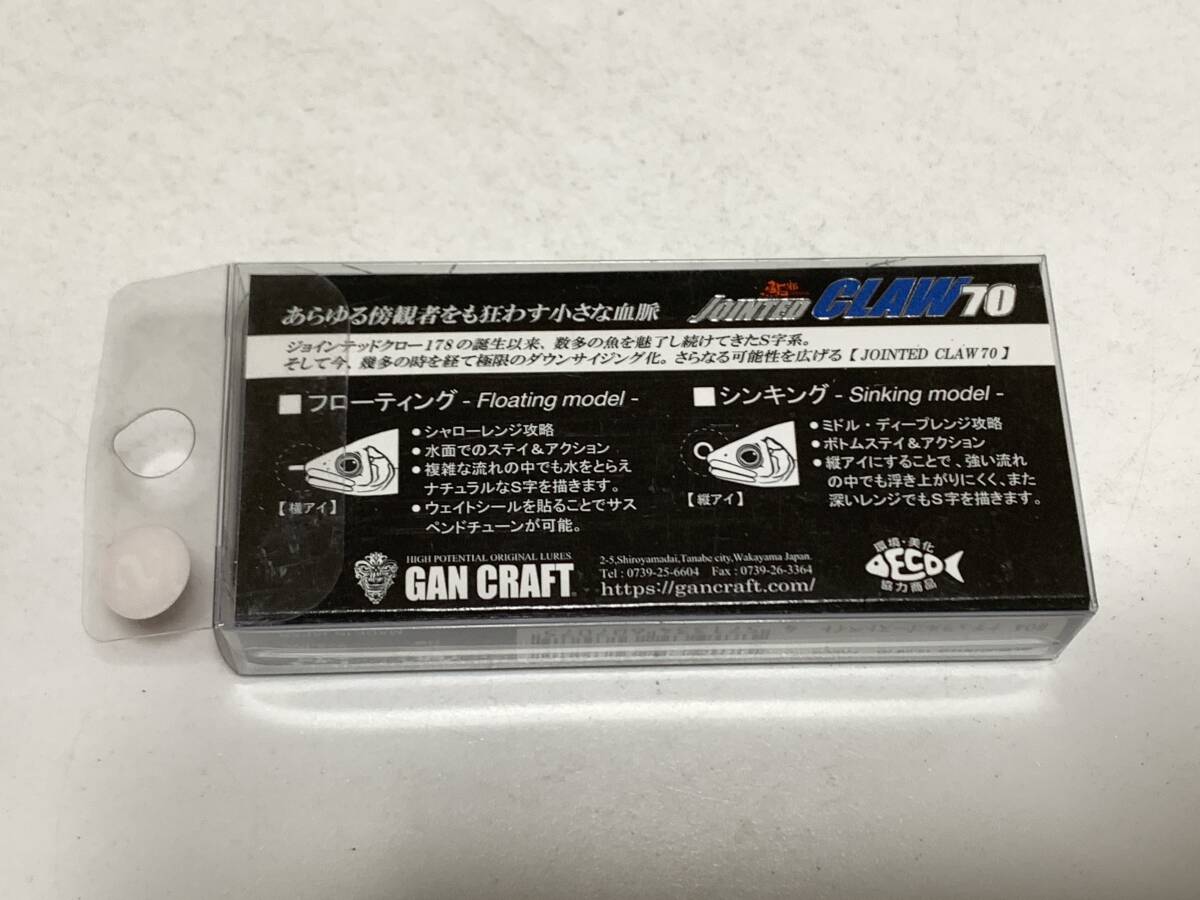 あらゆる傍観者をも狂わす小さな血脈
JOINTED CLAW 70
ジョインテッドクロー178の誕生以来、数多の魚を魅了し続けてきたS字系。
そして今、幾多の時を経て極限のダウンサイジング化。さらなる可能性を広げる【 JOINTED CLAW 70 】
■ フローティング - Floating model -
【 横アイ 】
● シャローレンジ攻略
● 水面でのステイ&アクション
● 複雑な流れの中でも水をとらえ
ナチュラルなS字を描きます。
● ウェイトシールを貼ることでサス
ペンドチューンが可能。
■ シンキング - Sinking model -
【 縦アイ 】
● ミドル・ディープレンジ攻略
● ボトムステイ&アクション
● 縦アイにすることで、強い流れ
の中でも浮き上がりにくく、また
深いレンジでもS字を描きます。
HIGH POTENTIAL ORIGINAL LURES
GAN CRAFT
2-5,Shiroyamadai,Tanabe city,Wakayama Japan.
Tel : 0739-25-6604 Fax : 0739-26-3364
https://gancraft.com/
環境・美化
ECO
協力商品